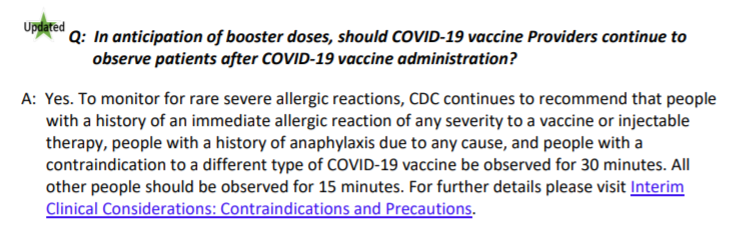 Updated
Q: In anticipation of booster doses, should COVID-19 vaccine Providers continue to
observe patients after COVID-19 vaccine administration?
A: Yes. To monitor for rare severe allergic reactions, CDC continues to recommend that people
with a history of an immediate allergic reaction of any severity to a vaccine or injectable
therapy, people with a history of anaphylaxis due to any cause, and people with a
contraindication to a different type of COVID-19 vaccine be observed for 30 minutes. All
other people should be observed for 15 minutes. For further details please visit Interim
Clinical Considerations: Contraindications and Precautions.